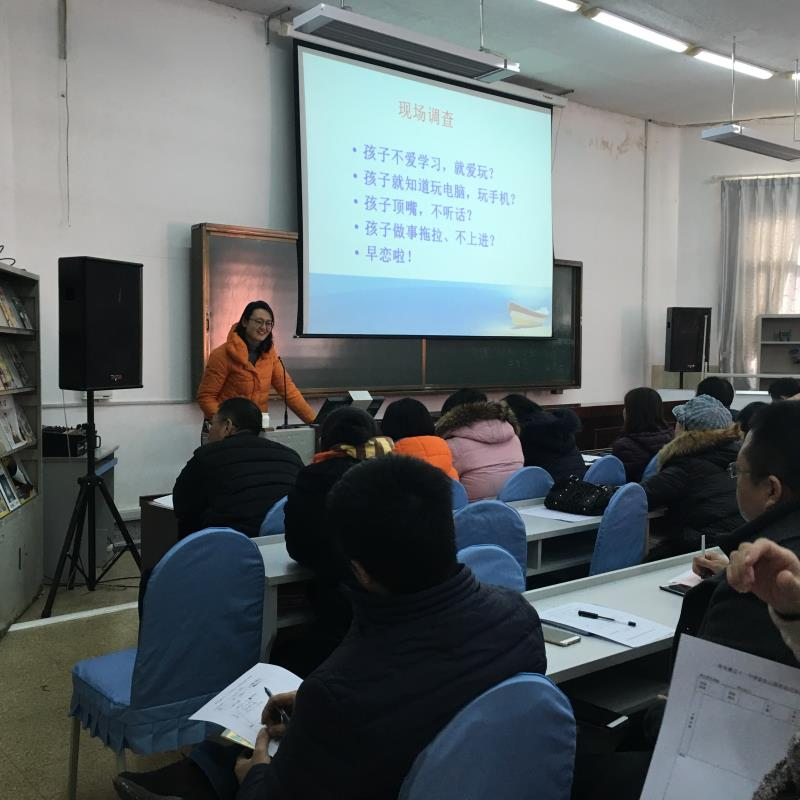 现场调查
• 孩子不爱学习，就爱玩？
• 孩子就知道玩电脑，玩手机？
• 孩子顶嘴，不听话？
• 孩子做事拖拉、不上进？
• 早恋啦！